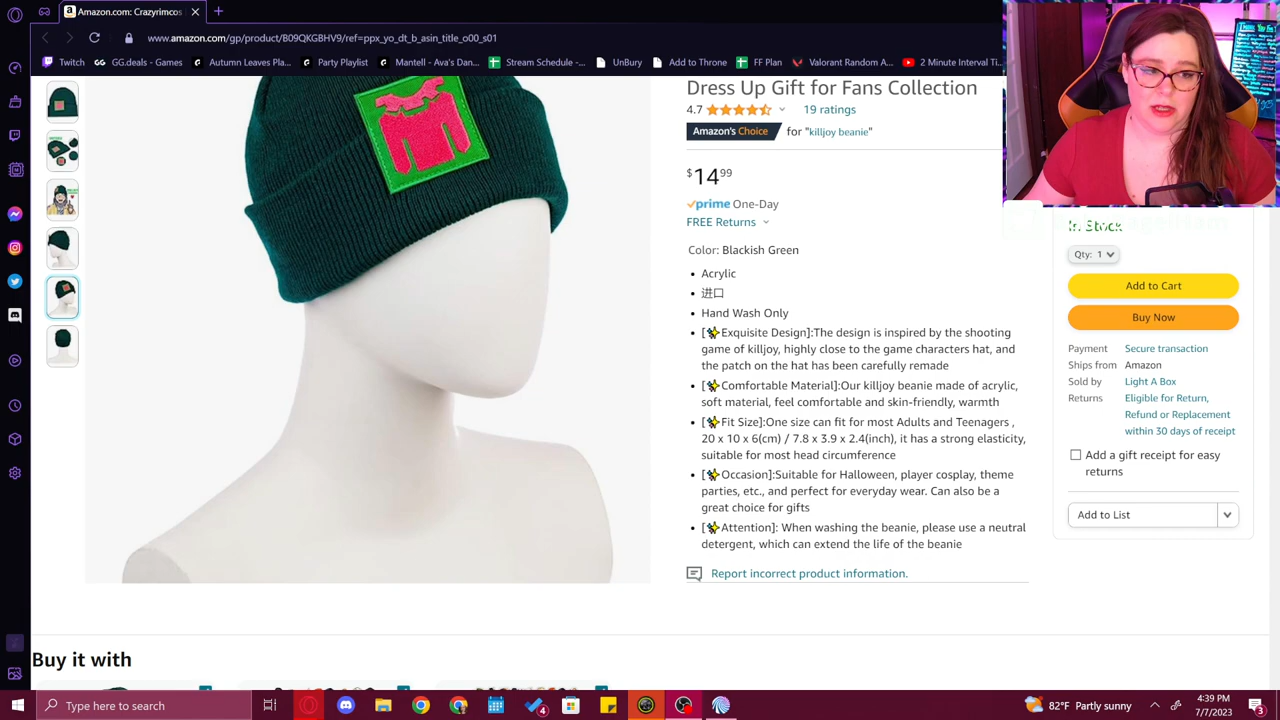 Amazon.com: Crazyrimcos
www.amazon.com/gp/product/B09QKGBHV9/ref=ppx_yo_dt_b_asin_title_o00_s01
Twitch
GG.deals - Games
Autumn Leaves Pla...
Party Playlist...
Mantell - Ava's Dat...
Stream Sche...
UnBury
Add to Throne
FF Plan
Valorant Random A...
2 Minute Interval Ti...
Dress Up Gift for Fans Collection
4.7
19 ratings
Amazon's Choice for "killjoy beanie"
$14 99
prime One-Day
FREE Returns
Color: Blackish Green
• Acrylic
• 进口
• Hand Wash Only
• [✨Exquisite Design]:The design is inspired by the shooting
game of killjoy, highly close to the game characters hat, and
the patch on the hat has been carefully remade
• [✨Comfortable Material]:Our killjoy beanie made of acrylic,
soft material, feel comfortable and skin-friendly, warmth
• [✨Fit Size]:One size can fit for most Adults and Teenagers ,
20 x 10 x 6(cm) / 7.8 x 3.9 x 2.4(inch), it has a strong elasticity,
suitable for most head circumference
• [✨Occasion]:Suitable for Halloween, player cosplay, theme
parties, etc., and perfect for everyday wear. Can also be a
great choice for gifts
• [✨Attention]: When washing the beanie, please use a neutral
detergent, which can extend the life of the beanie
Report incorrect product information.
In Stock
Qty: 1
Add to Cart
Buy Now
Payment Secure transaction
Ships from Amazon
Sold by Light A Box
Returns Eligible for Return,
Refund or Replacement
within 30 days of receipt
Add a gift receipt for easy
returns
Add to List
Buy it with
Type here to search
4
82°F Partly sunny
4:39 PM
7/7/2023
3